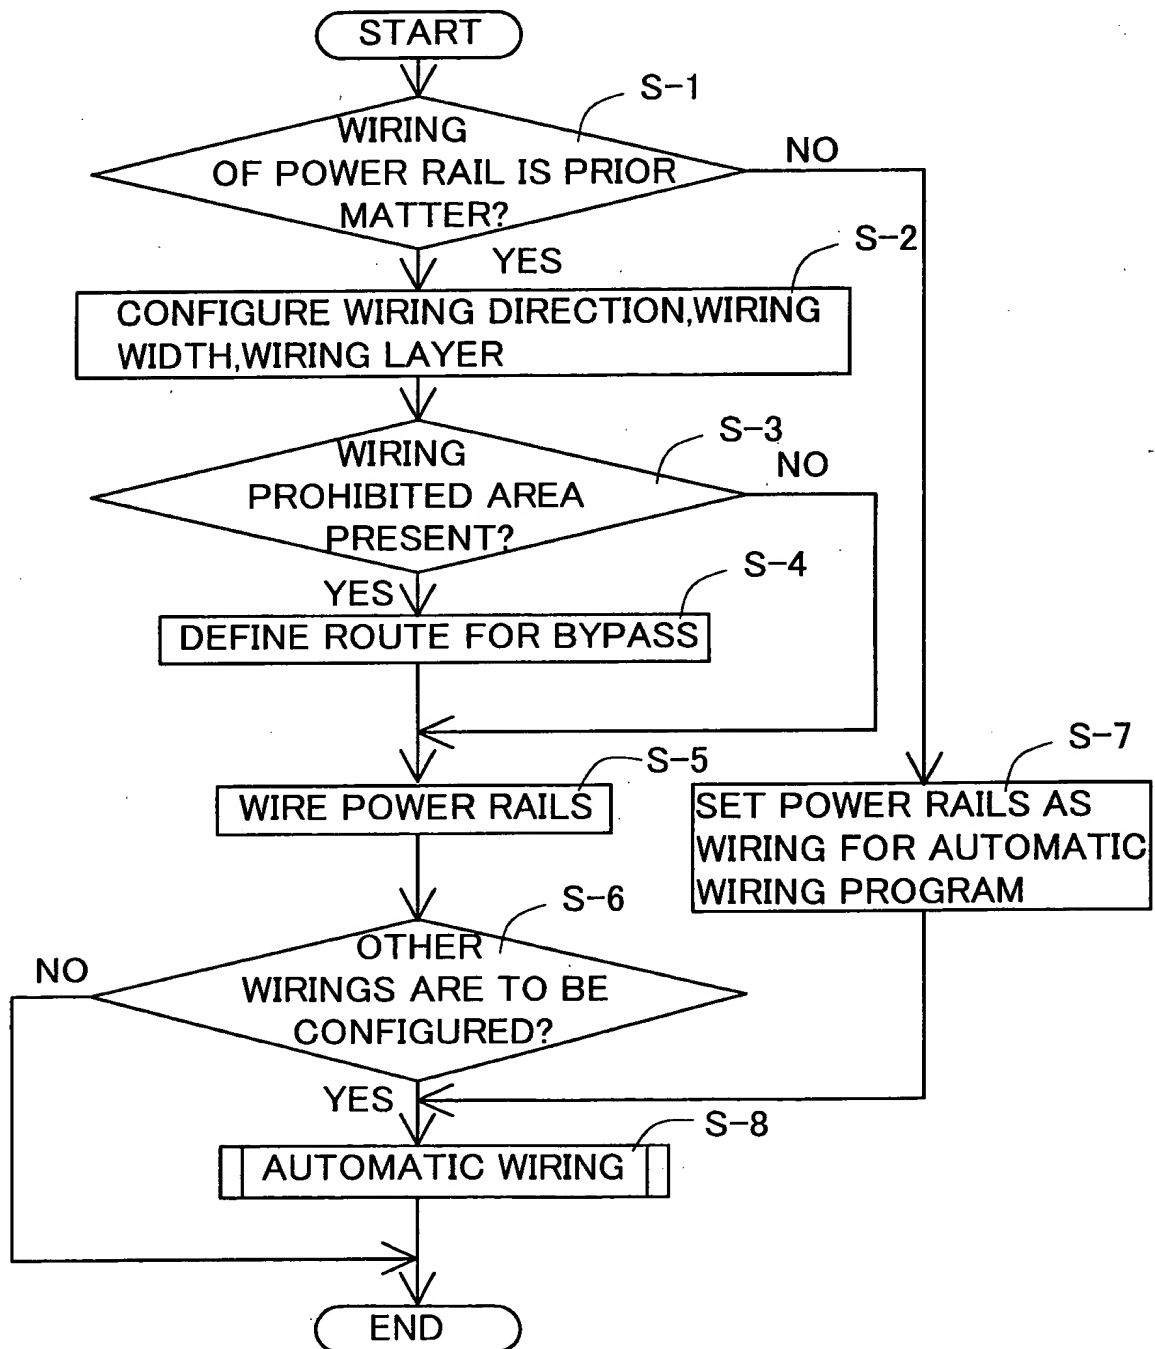 START
S-1
WIRING
OF POWER RAIL IS PRIOR
MATTER?
NO
YES
S-2
CONFIGURE WIRING DIRECTION,WIRING
WIDTH,WIRING LAYER
S-3
WIRING
PROHIBITED AREA
PRESENT?
NO
YES
S-4
DEFINE ROUTE FOR BYPASS
S-5
WIRE POWER RAILS
S-7
SET POWER RAILS AS
WIRING FOR AUTOMATIC
WIRING PROGRAM
S-6
OTHER
WIRINGS ARE TO BE
CONFIGURED?
NO
YES
S-8
AUTOMATIC WIRING
END